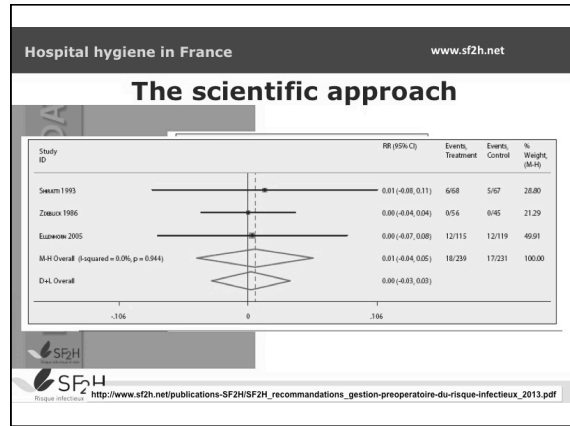 Hospital hygiene in France
www.sf2h.net
The scientific approach
Study ID RR (95% CI) Events, Treatment Events, Control % Weight, (M-H)
1993 0.01 (-0.08, 0.11) 6/68 5/67 28.80
1986 0.00 (-0.04, 0.04) 0/56 0/45 21.29
2005 0.00 (-0.07, 0.08) 12/115 12/119 49.91
M-H Overall (I-squared = 0.0%, p = 0.944) 0.01 (-0.04, 0.05) 18/239 17/231 100.00
D+L Overall 0.00 (-0.03, 0.03)
-.106 0 .106
SF2H
SF2H
Risque infectieux
http://www.sf2h.net/publications-SF2H/SF2H_recommandations_gestion-preoperatoire-du-risque-infectieux_2013.pdf